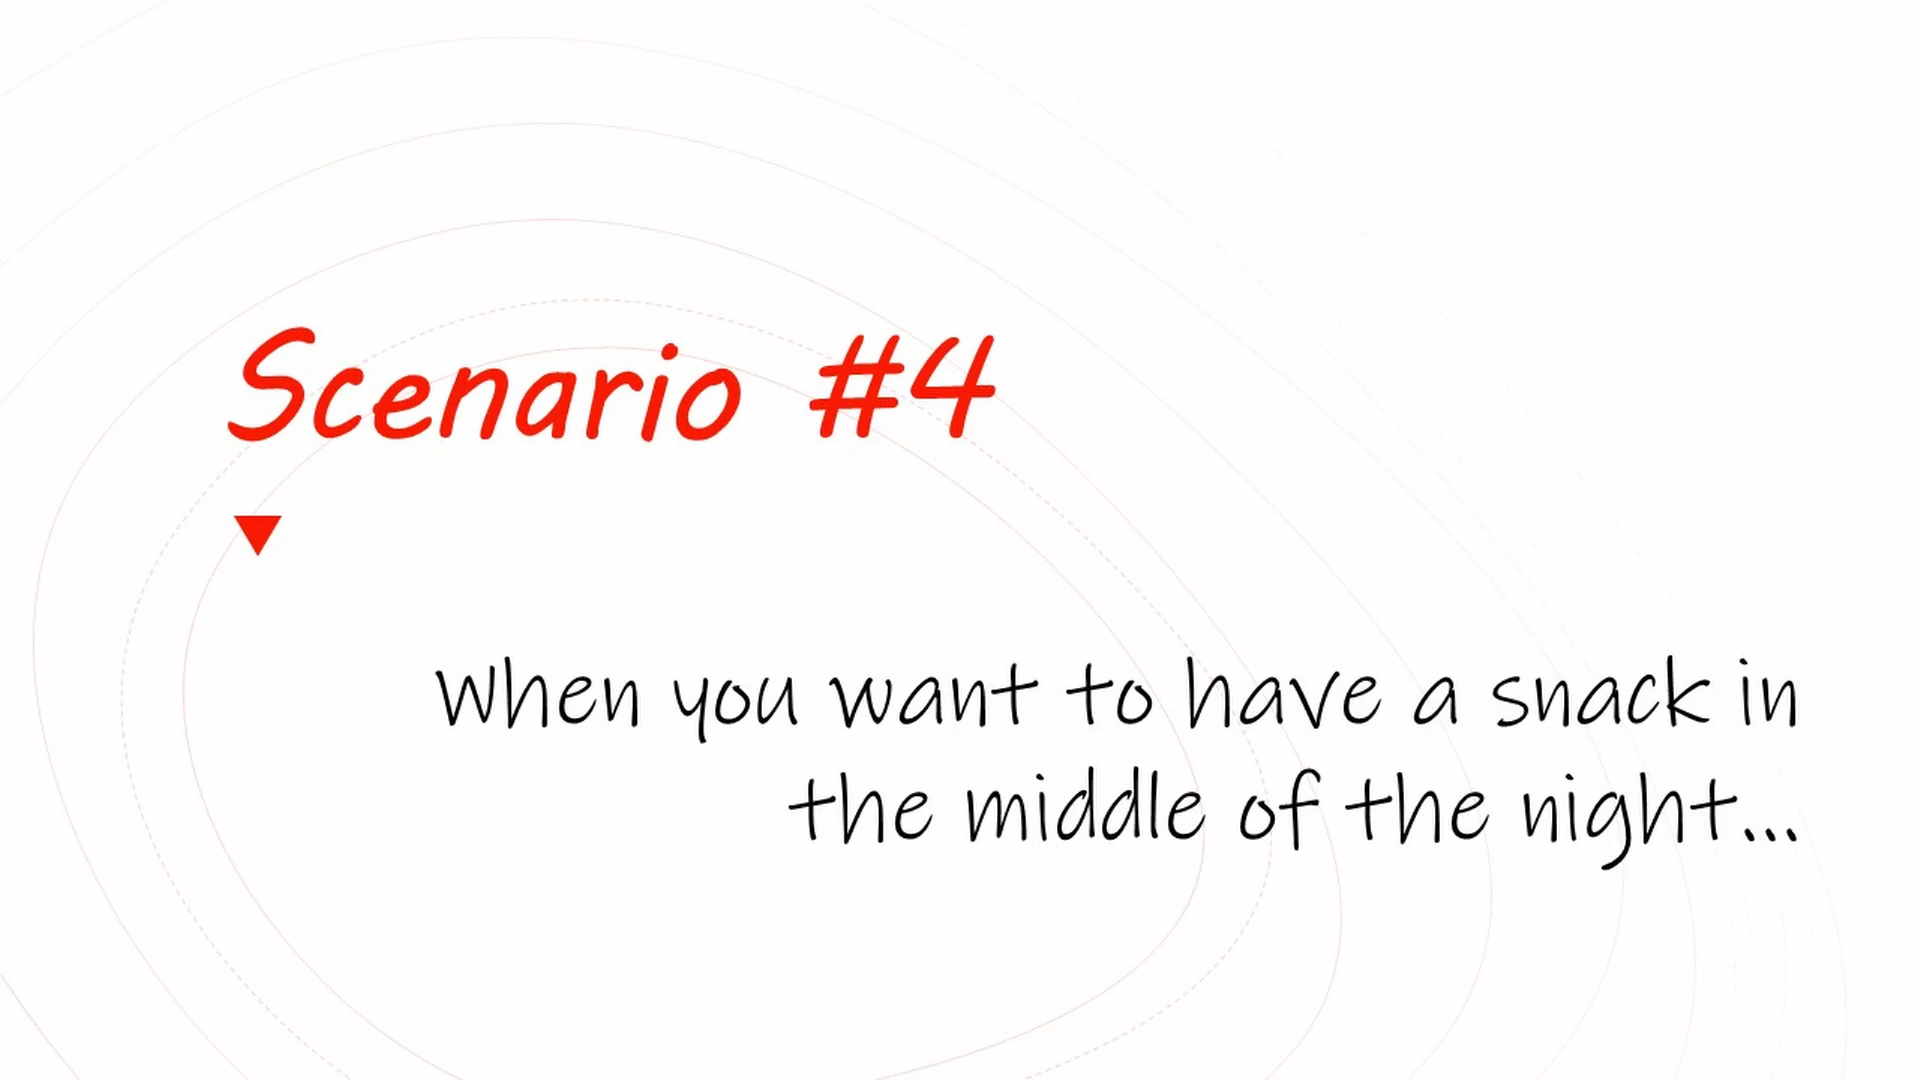 Scenario #4
When you want to have a snack in
the middle of the night...